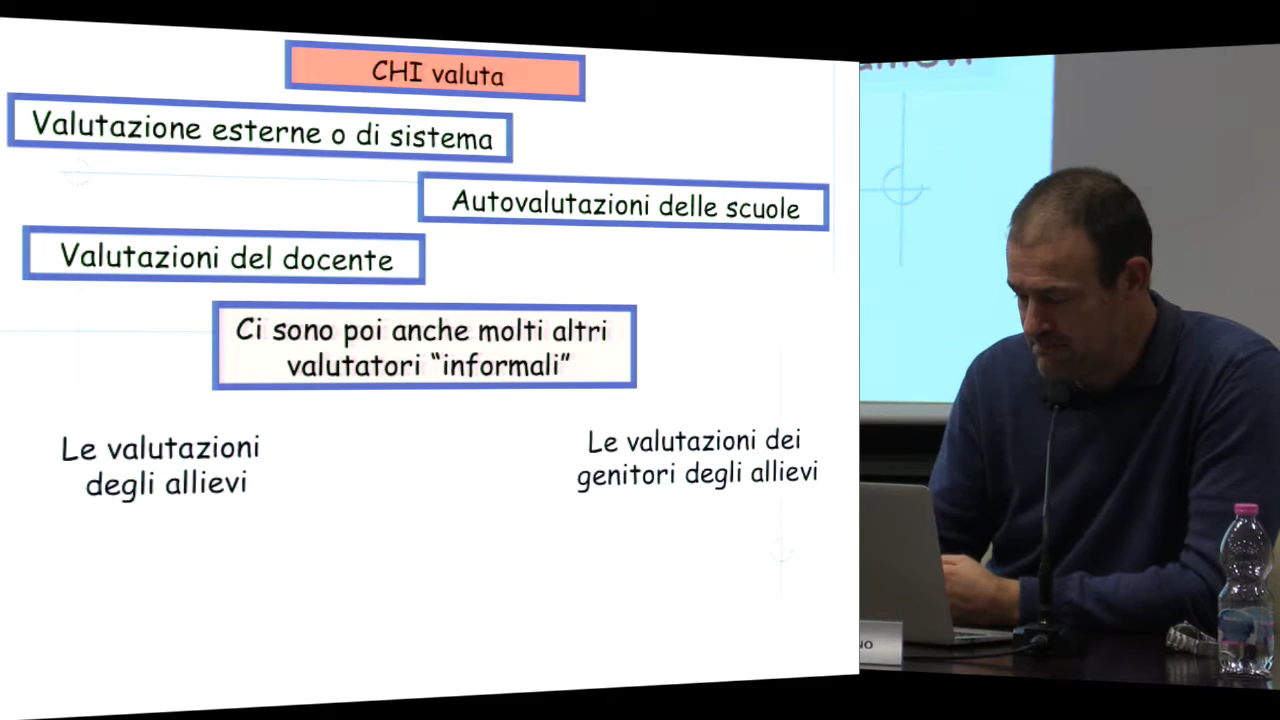 CHI valuta
Valutazione esterne o di sistema
Autovalutazioni delle scuole
Valutazioni del docente
Ci sono poi anche molti altri
valutatori “informali”
Le valutazioni
degli allievi
Le valutazioni dei
genitori degli allievi